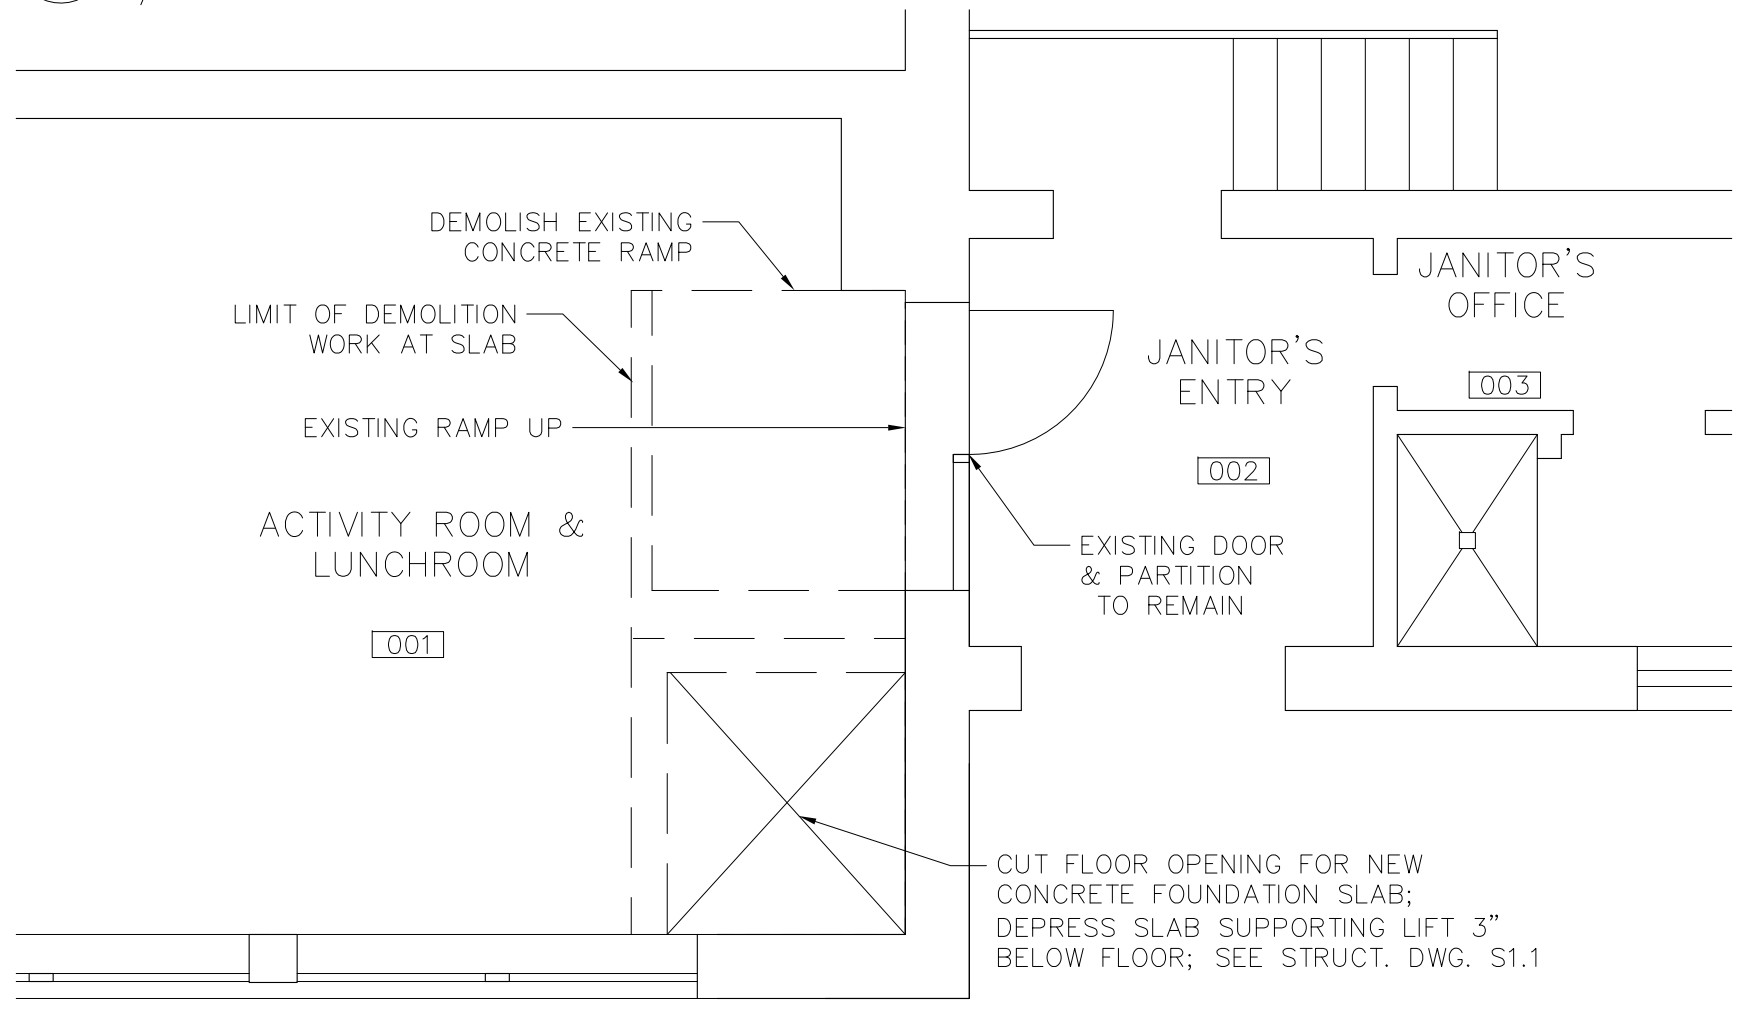 DEMOLISH EXISTING
CONCRETE RAMP
LIMIT OF DEMOLITION
WORK AT SLAB
EXISTING RAMP UP
ACTIVITY ROOM &
LUNCHROOM
001
JANITOR'S
OFFICE
003
JANITOR'S
ENTRY
002
EXISTING DOOR
& PARTITION
TO REMAIN
CUT FLOOR OPENING FOR NEW
CONCRETE FOUNDATION SLAB;
DEPRESS SLAB SUPPORTING LIFT 3"
BELOW FLOOR; SEE STRUCT. DWG. S1.1